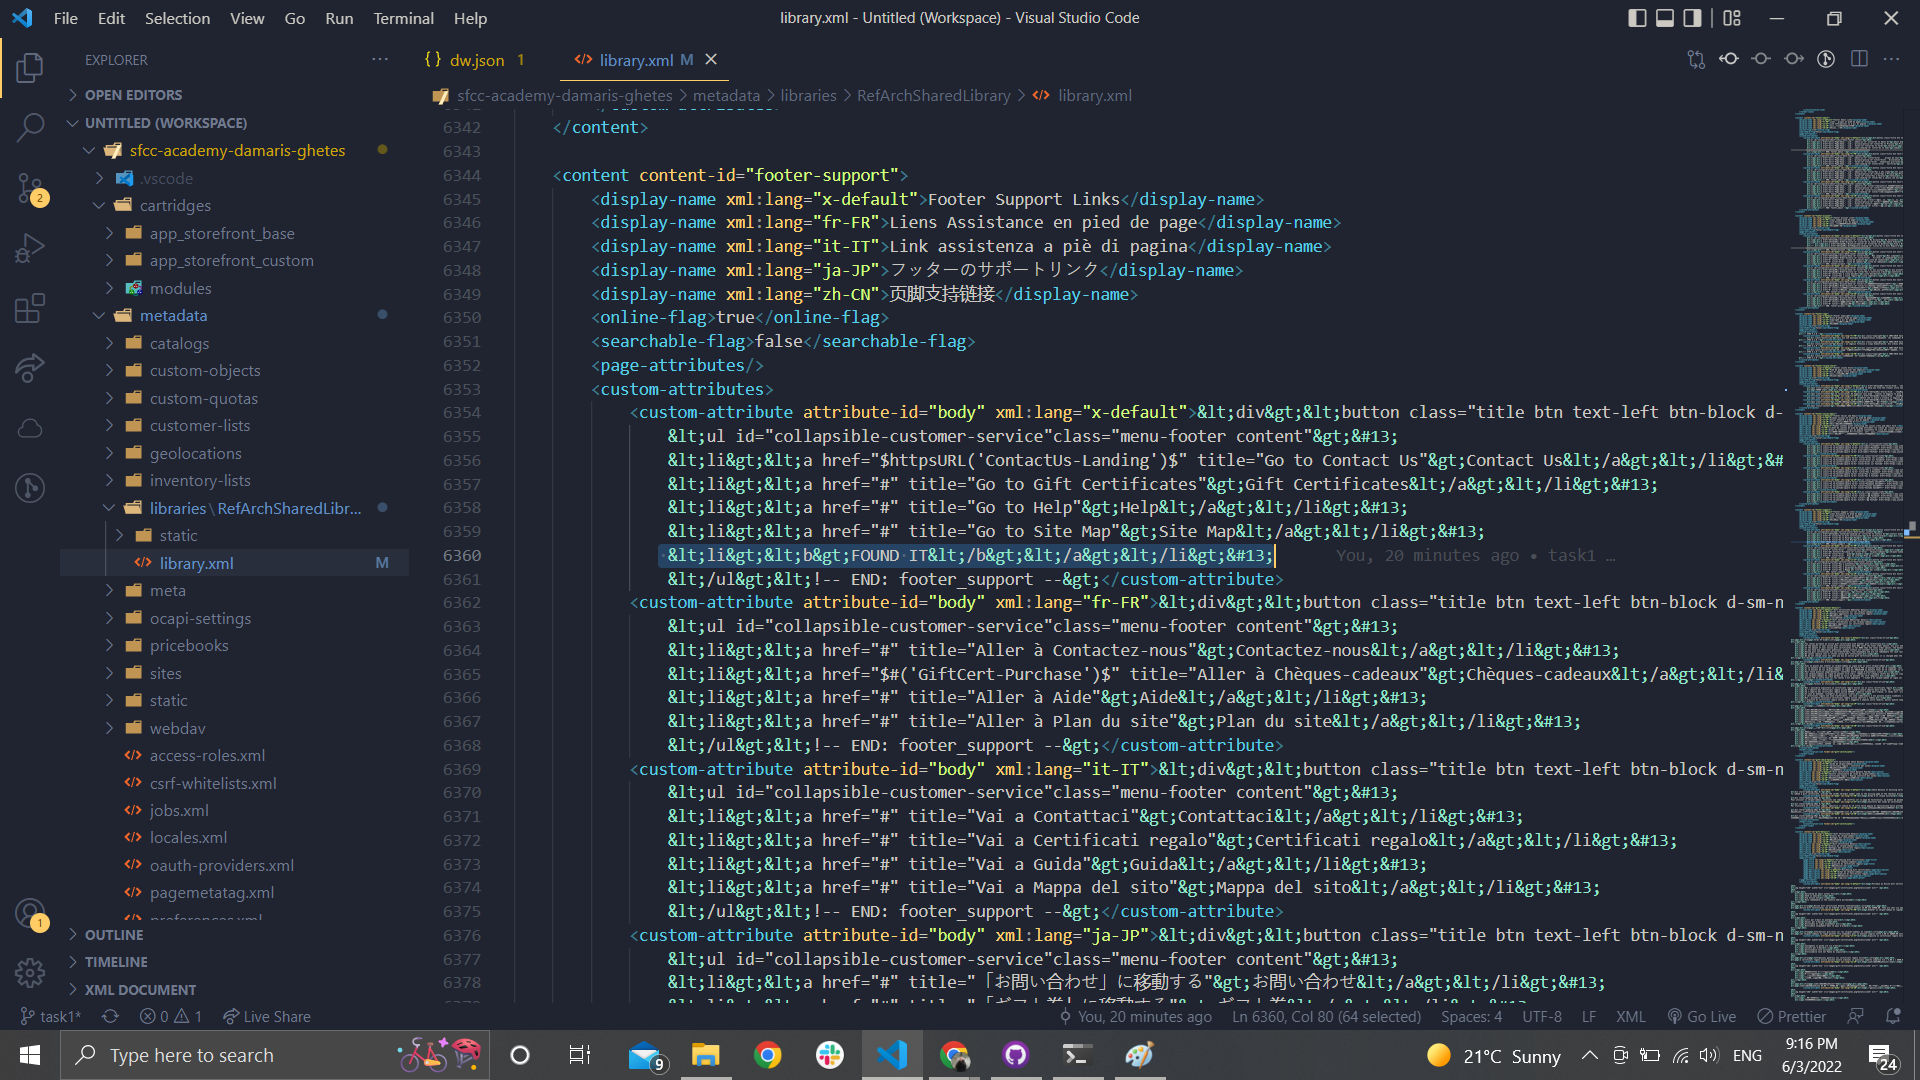 File Edit Selection View Go Run Terminal Help
library.xml - Untitled (Workspace) - Visual Studio Code
EXPLORER
OPEN EDITORS
UNTITLED (WORKSPACE)
sfcc-academy-damaris-ghetes
.vscode
cartridges
app_storefront_base
app_storefront_custom
modules
metadata
catalogs
custom-objects
custom-quotas
customer-lists
geolocations
inventory-lists
libraries\RefArchSharedLibr...
static
library.xml M
meta
ocapi-settings
pricebooks
sites
static
webdav
access-roles.xml
csrf-whitelists.xml
jobs.xml
locales.xml
oauth-providers.xml
pagemetatag.xml
OUTLINE
TIMELINE
XML DOCUMENT
2
1
{} dw.json 1
library.xml M
sfcc-academy-damaris-ghetes > metadata > libraries > RefArchSharedLibrary > library.xml
6342 </content>
6343
6344 <content content-id="footer-support">
6345 <display-name xml:lang="x-default">Footer Support Links</display-name>
6346 <display-name xml:lang="fr-FR">Liens Assistance en pied de page</display-name>
6347 <display-name xml:lang="it-IT">Link assistenza a piè di pagina</display-name>
6348 <display-name xml:lang="ja-JP">フッターのサポートリンク</display-name>
6349 <display-name xml:lang="zh-CN">页脚支持链接</display-name>
6350 <online-flag>true</online-flag>
6351 <searchable-flag>false</searchable-flag>
6352 <page-attributes/>
6353 <custom-attributes>
6354 <custom-attribute attribute-id="body" xml:lang="x-default">&lt;div&gt;&lt;button class="title btn text-left btn-block d-
6355 &lt;ul id="collapsible-customer-service"class="menu-footer content"&gt;&#13;
6356 &lt;li&gt;&lt;a href="$httpsURL('ContactUs-Landing')$" title="Go to Contact Us"&gt;Contact Us&lt;/a&gt;&lt;/li&gt;&#
6357 &lt;li&gt;&lt;a href="#" title="Go to Gift Certificates"&gt;Gift Certificates&lt;/a&gt;&lt;/li&gt;&#13;
6358 &lt;li&gt;&lt;a href="#" title="Go to Help"&gt;Help&lt;/a&gt;&lt;/li&gt;&#13;
6359 &lt;li&gt;&lt;a href="#" title="Go to Site Map"&gt;Site Map&lt;/a&gt;&lt;/li&gt;&#13;
6360 &lt;li&gt;&lt;b&gt;FOUND IT&lt;/b&gt;&lt;/a&gt;&lt;/li&gt;&#13; You, 20 minutes ago • task1 …
6361 &lt;/ul&gt;&lt;!-- END: footer_support --&gt;</custom-attribute>
6362 <custom-attribute attribute-id="body" xml:lang="fr-FR">&lt;div&gt;&lt;button class="title btn text-left btn-block d-sm-n
6363 &lt;ul id="collapsible-customer-service"class="menu-footer content"&gt;&#13;
6364 &lt;li&gt;&lt;a href="#" title="Aller à Contactez-nous"&gt;Contactez-nous&lt;/a&gt;&lt;/li&gt;&#13;
6365 &lt;li&gt;&lt;a href="$#('GiftCert-Purchase')$" title="Aller à Chèques-cadeaux"&gt;Chèques-cadeaux&lt;/a&gt;&lt;/li&
6366 &lt;li&gt;&lt;a href="#" title="Aller à Aide"&gt;Aide&lt;/a&gt;&lt;/li&gt;&#13;
6367 &lt;li&gt;&lt;a href="#" title="Aller à Plan du site"&gt;Plan du site&lt;/a&gt;&lt;/li&gt;&#13;
6368 &lt;/ul&gt;&lt;!-- END: footer_support --&gt;</custom-attribute>
6369 <custom-attribute attribute-id="body" xml:lang="it-IT">&lt;div&gt;&lt;button class="title btn text-left btn-block d-sm-n
6370 &lt;ul id="collapsible-customer-service"class="menu-footer content"&gt;&#13;
6371 &lt;li&gt;&lt;a href="#" title="Vai a Contattaci"&gt;Contattaci&lt;/a&gt;&lt;/li&gt;&#13;
6372 &lt;li&gt;&lt;a href="#" title="Vai a Certificati regalo"&gt;Certificati regalo&lt;/a&gt;&lt;/li&gt;&#13;
6373 &lt;li&gt;&lt;a href="#" title="Vai a Guida"&gt;Guida&lt;/a&gt;&lt;/li&gt;&#13;
6374 &lt;li&gt;&lt;a href="#" title="Vai a Mappa del sito"&gt;Mappa del sito&lt;/a&gt;&lt;/li&gt;&#13;
6375 &lt;/ul&gt;&lt;!-- END: footer_support --&gt;</custom-attribute>
6376 <custom-attribute attribute-id="body" xml:lang="ja-JP">&lt;div&gt;&lt;button class="title btn text-left btn-block d-sm-n
6377 &lt;ul id="collapsible-customer-service"class="menu-footer content"&gt;&#13;
6378 &lt;li&gt;&lt;a href="#" title="「お問い合わせ」に移動する"&gt;お問い合わせ&lt;/a&gt;&lt;/li&gt;&#13;
task1* 0 1 Live Share
You, 20 minutes ago Ln 6360, Col 80 (64 selected) Spaces: 4 UTF-8 LF XML Go Live Prettier
Type here to search
9
21°C Sunny
ENG
9:16 PM
6/3/2022
24